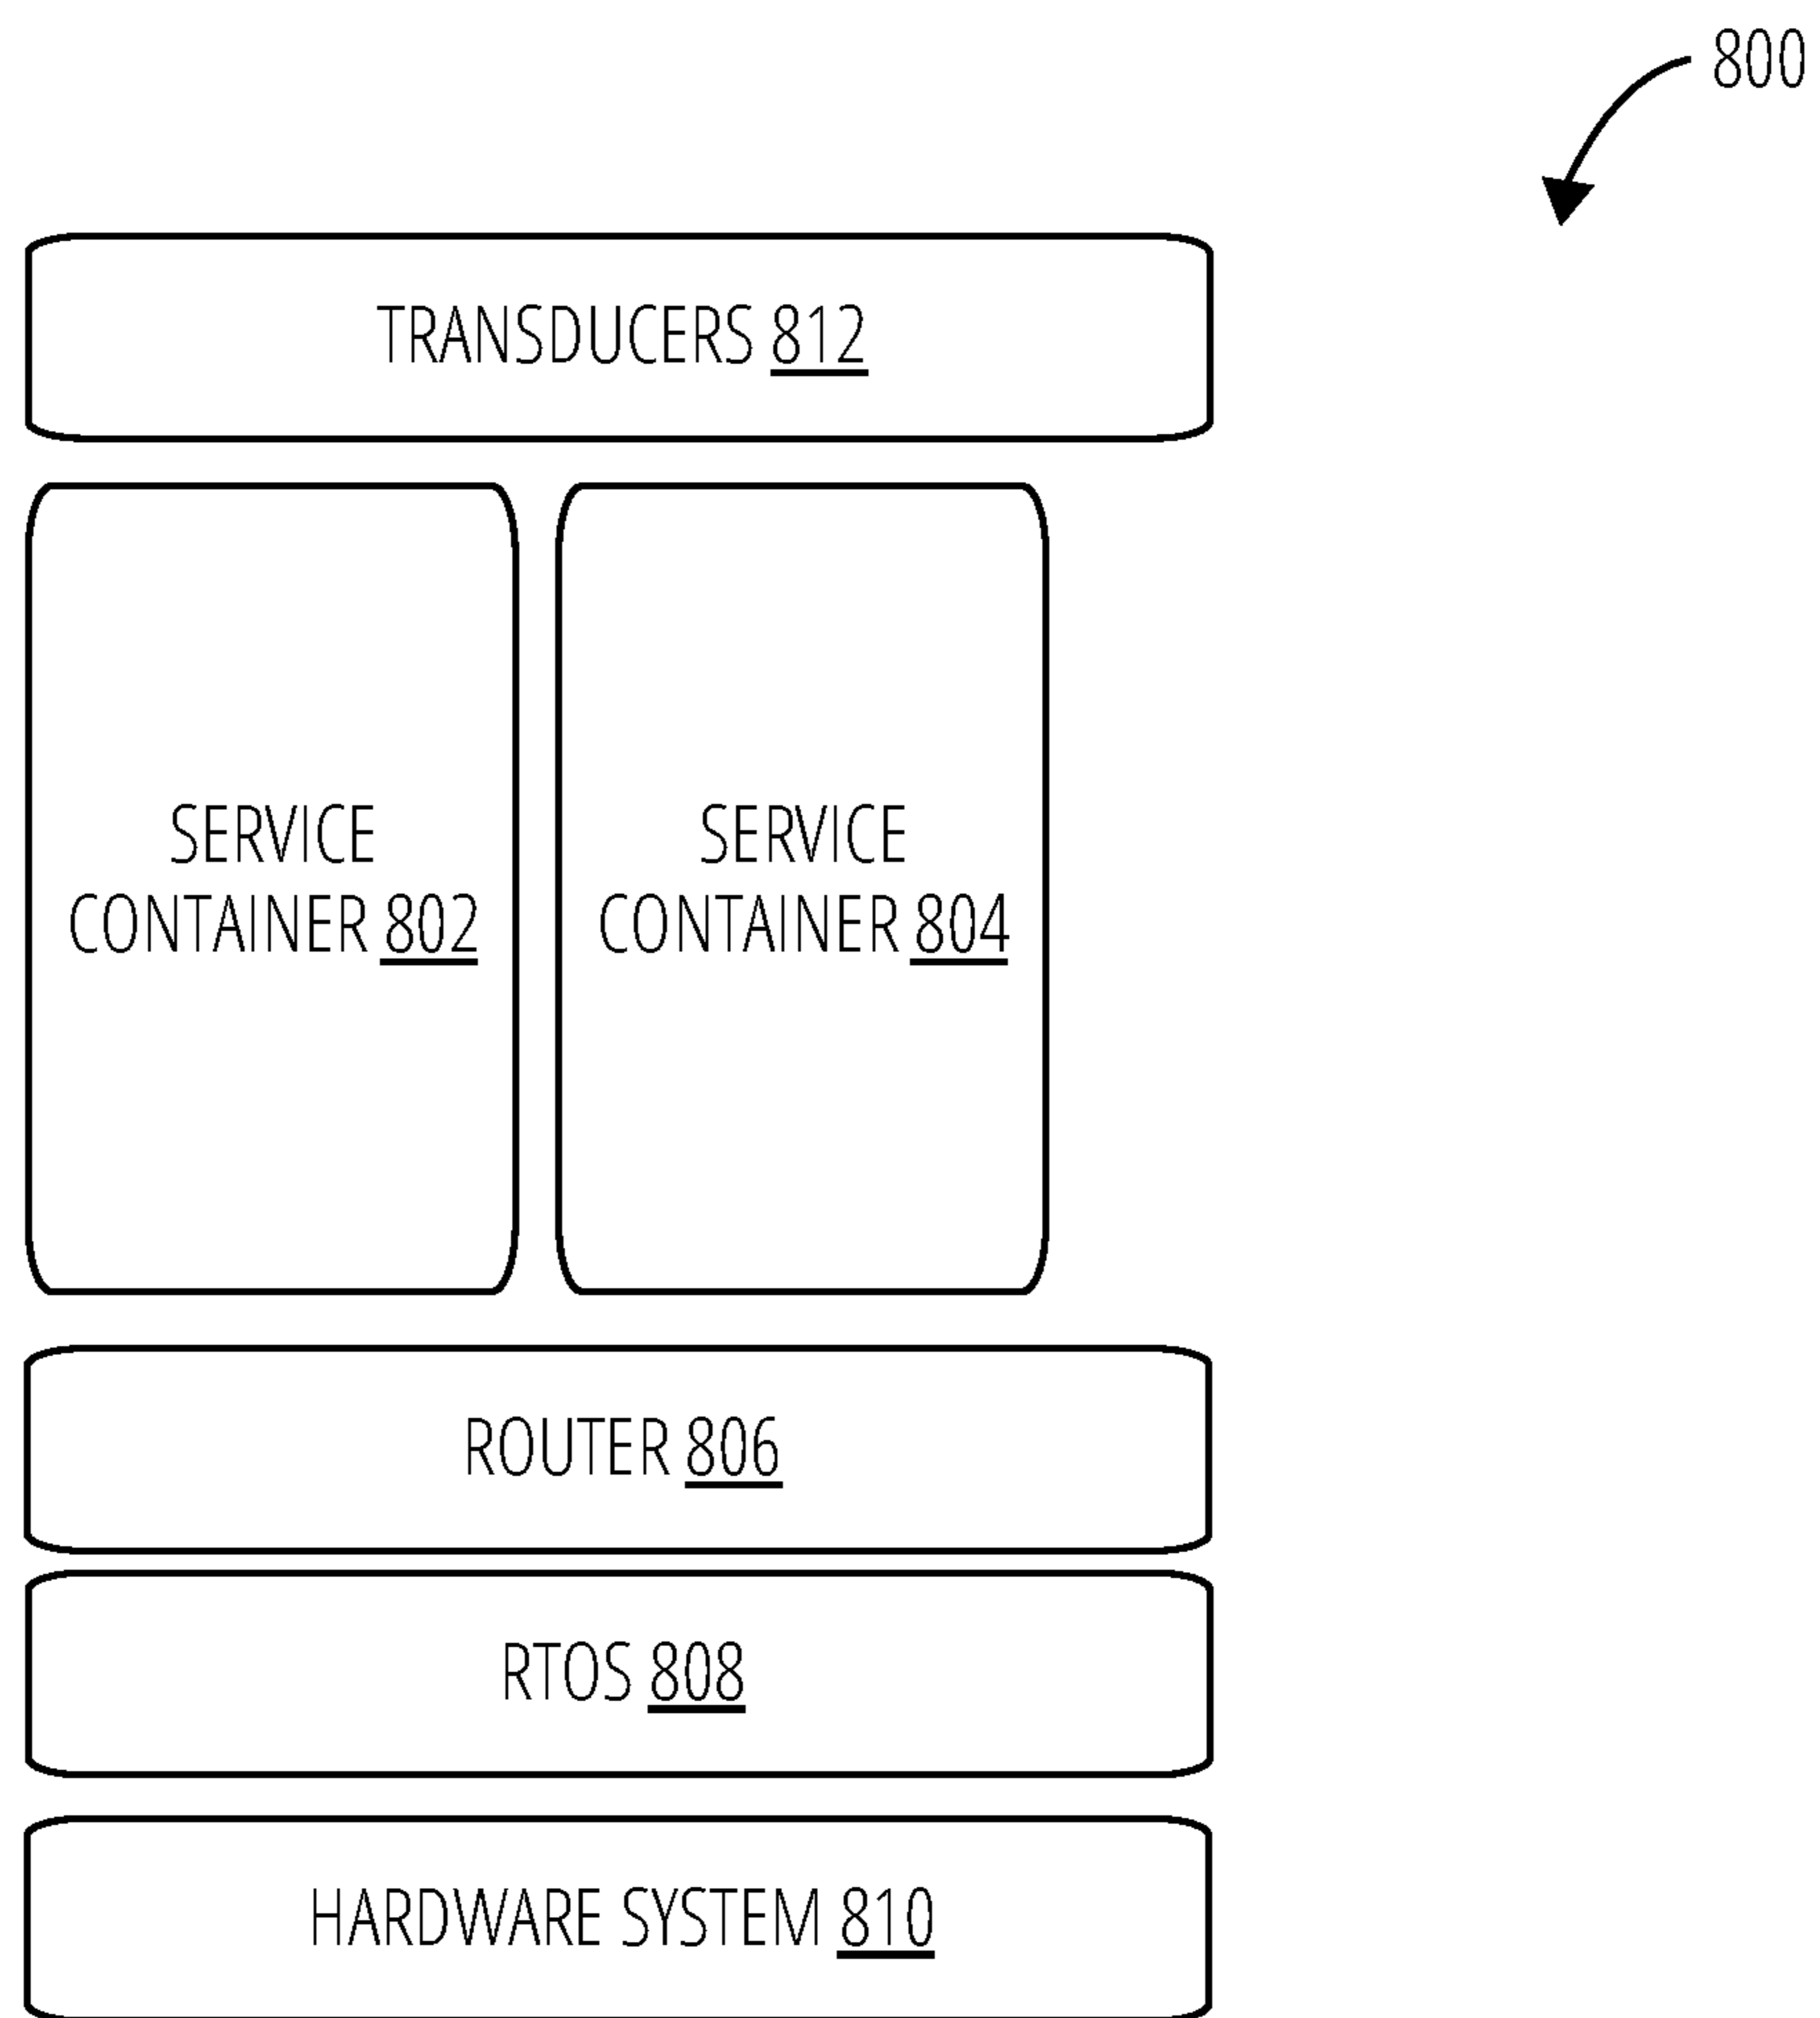 800
TRANSDUCERS 812
SERVICE
CONTAINER 802
SERVICE
CONTAINER 804
ROUTER 806
RTOS 808
HARDWARE SYSTEM 810